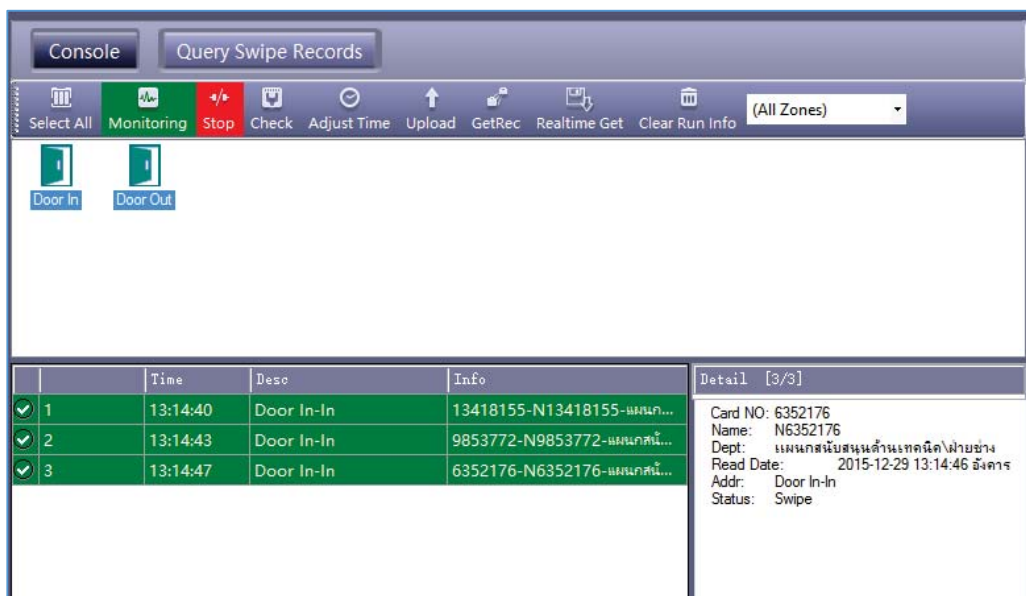 Console Query Swipe Records
Select All Monitoring Stop Check Adjust Time Upload GetRec Realtime Get Clear Run Info (All Zones)
Door In Door Out
Time Desc Info
1 13:14:40 Door In-In 13418155-N13418155-แผนก...
2 13:14:43 Door In-In 9853772-N9853772-แผนกสนั...
3 13:14:47 Door In-In 6352176-N6352176-แผนกสนั...
Detail [3/3]
Card NO: 6352176
Name: N6352176
Dept: แผนกสนับสนุนด้านเทคนิค\ฝ่ายช่าง
Read Date: 2015-12-29 13:14:46 อังคาร
Addr: Door In-In
Status: Swipe